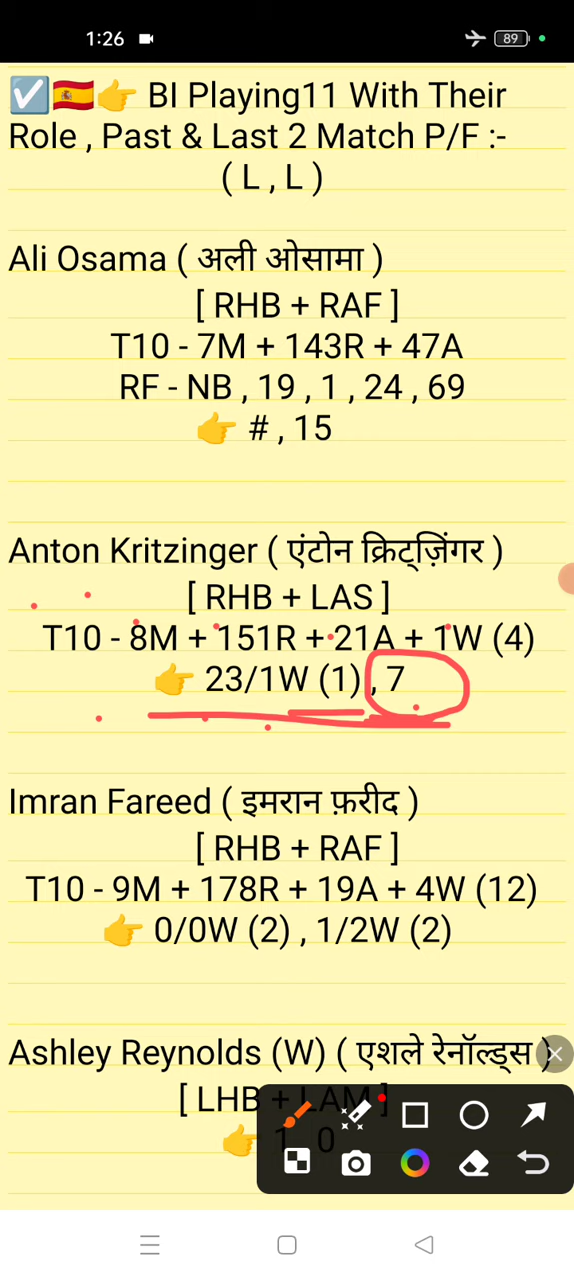 1:26
89
☑️🇪🇸👉 BI Playing11 With Their
Role , Past & Last 2 Match P/F :-
( L , L )
Ali Osama ( अली ओसामा )
[ RHB + RAF ]
T10 - 7M + 143R + 47A
RF - NB , 19 , 1 , 24 , 69
👉 # , 15
Anton Kritzinger ( एंटोन क्रिट्ज़िंगर )
[ RHB + LAS ]
T10 - 8M + 151R + 21A + 1W (4)
👉 23/1W (1) , 7
Imran Fareed ( इमरान फ़रीद )
[ RHB + RAF ]
T10 - 9M + 178R + 19A + 4W (12)
👉 0/0W (2) , 1/2W (2)
Ashley Reynolds (W) ( एशले रेनॉल्ड्स )
[ LHB + LAM ]
👉 1 , 0